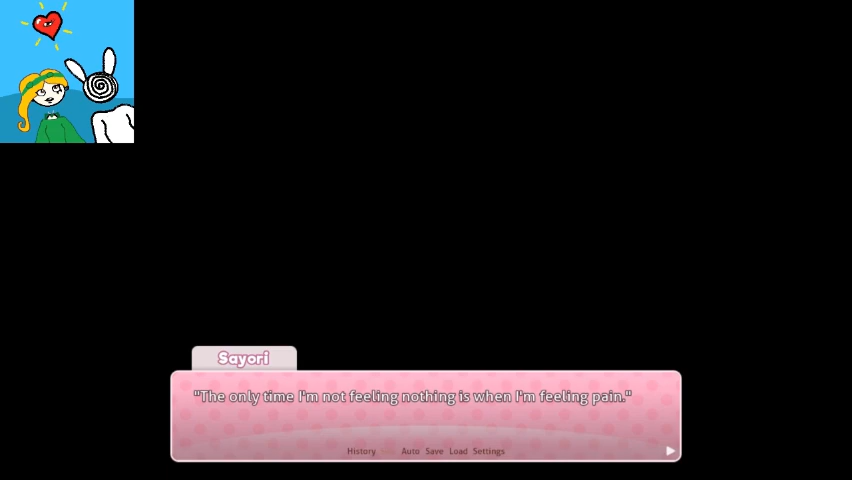 Sayori
"The only time I'm not feeling nothing is when I'm feeling pain."
History Auto Save Load Settings